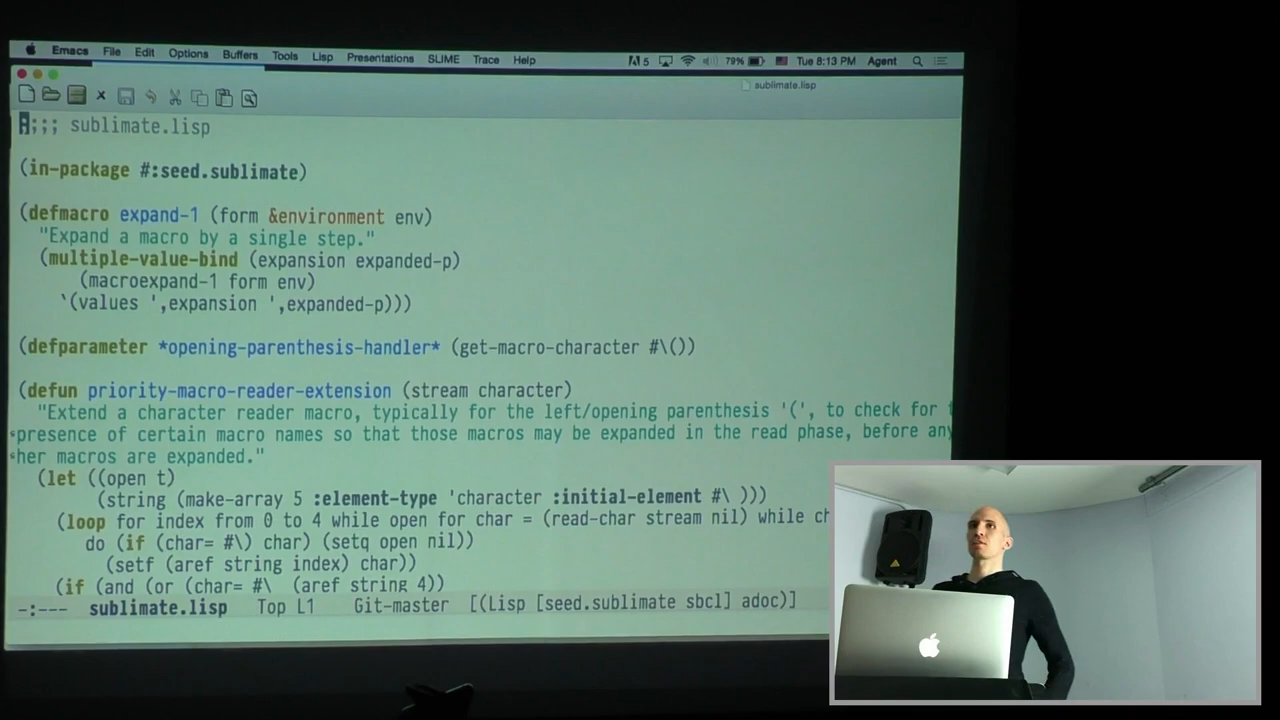 Emacs File Edit Options Buffers Tools Lisp Presentations SLIME Trace Help 5 79% Tue 8:13 PM Agent
sublimate.lisp
;;;; sublimate.lisp
(in-package #:seed.sublimate)
(defmacro expand-1 (form &environment env)
"Expand a macro by a single step."
(multiple-value-bind (expansion expanded-p)
(macroexpand-1 form env)
`(values ',expansion ',expanded-p)))
(defparameter *opening-parenthesis-handler* (get-macro-character #\())
(defun priority-macro-reader-extension (stream character)
"Extend a character reader macro, typically for the left/opening parenthesis '(', to check for
presence of certain macro names so that those macros may be expanded in the read phase, before any
her macros are expanded."
(let ((open t)
(string (make-array 5 :element-type 'character :initial-element #\ )))
(loop for index from 0 to 4 while open for char = (read-char stream nil) while ch
do (if (char= #\) char) (setq open nil))
(setf (aref string index) char))
(if (and (or (char= #\  (aref string 4))
-:--- sublimate.lisp Top L1 Git-master [(Lisp [seed.sublimate sbcl] adoc)]